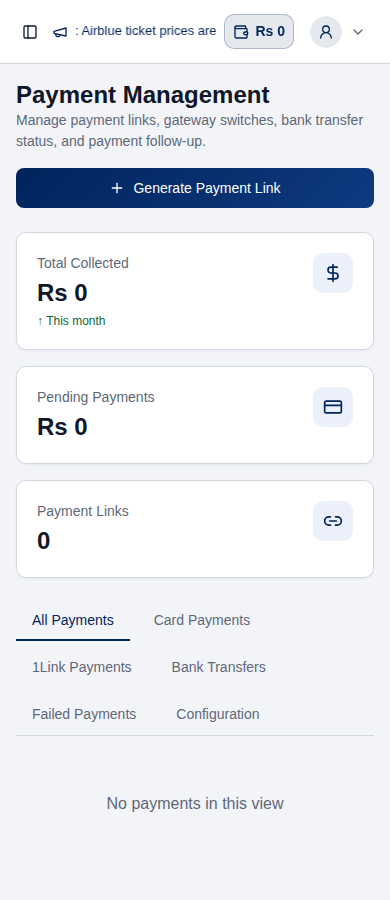 : Airblue ticket prices are
Rs 0
Payment Management
Manage payment links, gateway switches, bank transfer
status, and payment follow-up.
Generate Payment Link
Total Collected
Rs 0
↑ This month
Pending Payments
Rs 0
Payment Links
0
All Payments
Card Payments
1Link Payments
Bank Transfers
Failed Payments
Configuration
No payments in this view